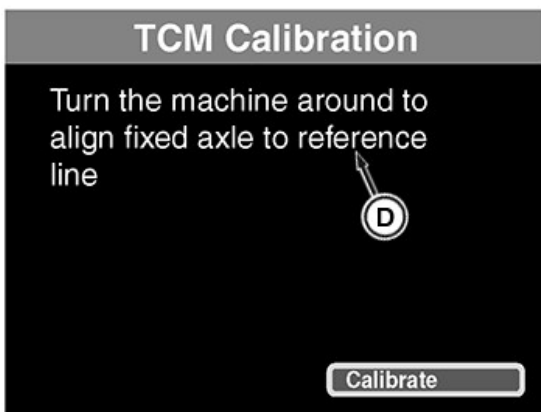 TCM Calibration
Turn the machine around to
align fixed axle to reference
line
D
Calibrate